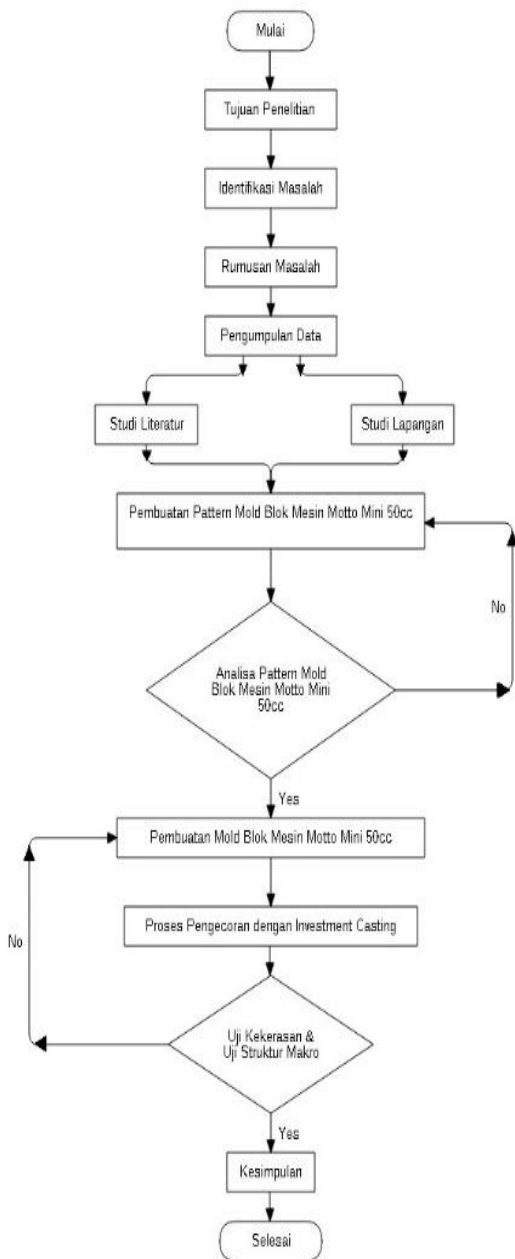 Mulai
Tujuan Penelitian
Identifikasi Masalah
Rumusan Masalah
Pengumpulan Data
Studi Literatur
Studi Lapangan
Pembuatan Pattern Mold Blok Mesin Motto Mini 50cc
No
Analisa Pattern Mold
Blok Mesin Motto Mini
50cc
Yes
Pembuatan Mold Blok Mesin Motto Mini 50cc
Proses Pengecoran dengan Investment Casting
No
Uji Kekerasan &
Uji Struktur Makro
Yes
Kesimpulan
Selesai